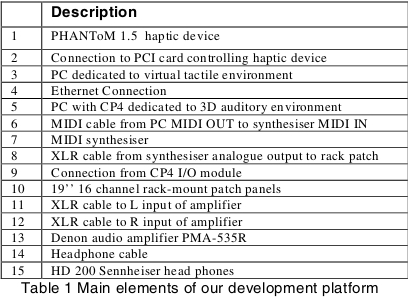 Description
1 PHANToM 1.5 haptic device
2 Connection to PCI card controlling haptic device
3 PC dedicated to virtual tactile environment
4 Ethernet Connection
5 PC with CP4 dedicated to 3D auditory environment
6 MIDI cable from PC MIDI OUT to synthesiser MIDI IN
7 MIDI synthesiser
8 XLR cable from synthesiser analogue output to rack patch
9 Connection from CP4 I/O module
10 19’’ 16 channel rack-mount patch panels
11 XLR cable to L input of amplifier
12 XLR cable to R input of amplifier
13 Denon audio amplifier PMA-535R
14 Headphone cable
15 HD 200 Sennheiser head phones
Table 1 Main elements of our development platform